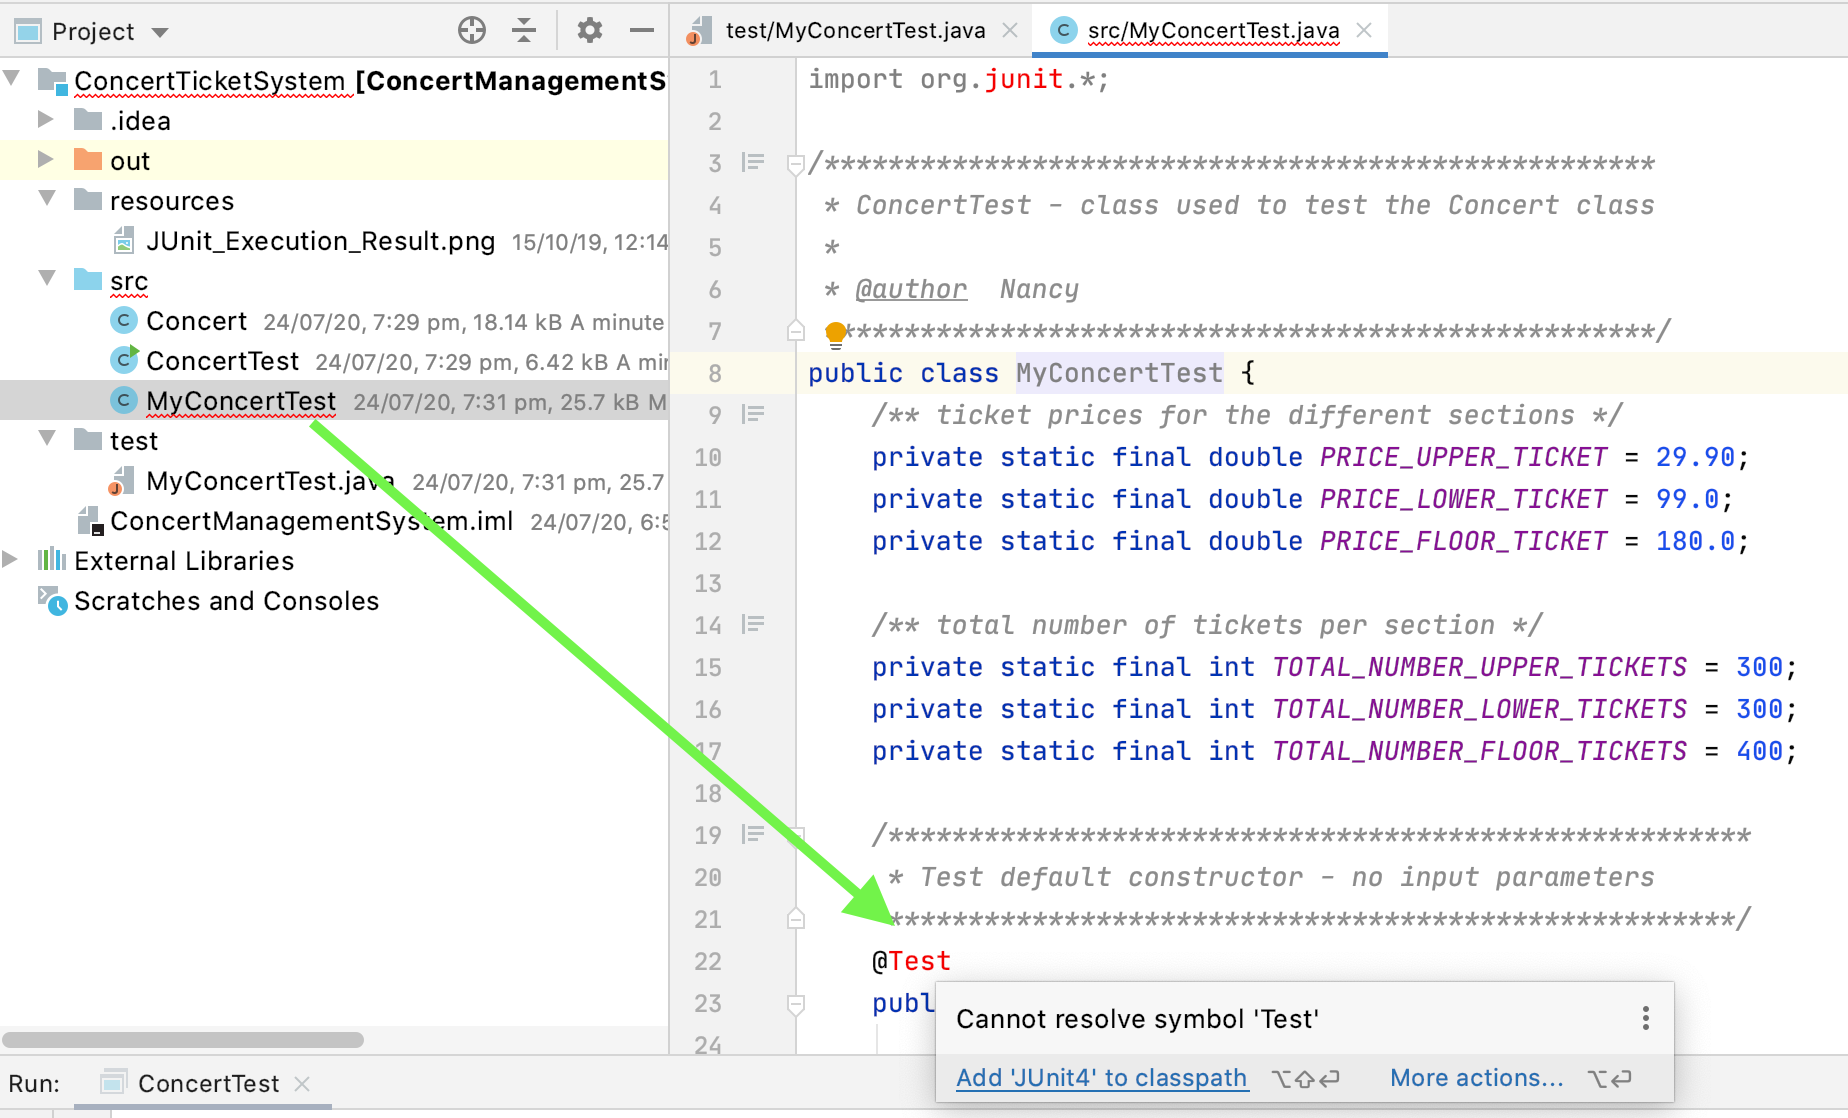 Project
test/MyConcertTest.java
src/MyConcertTest.java
ConcertTicketSystem [ConcertManagementS
.idea
out
resources
JUnit_Execution_Result.png 15/10/19, 12:14
src
Concert 24/07/20, 7:29 pm, 18.14 kB A minute
ConcertTest 24/07/20, 7:29 pm, 6.42 kB A mi
MyConcertTest 24/07/20, 7:31 pm, 25.7 kB M
test
MyConcertTest.java 24/07/20, 7:31 pm, 25.7
ConcertManagementSystem.iml 24/07/20, 6:5
External Libraries
Scratches and Consoles
1 import org.junit.*;
2
3 /****************************************************
4 * ConcertTest - class used to test the Concert class
5 *
6 * @author Nancy
7 ***************************************************/
8 public class MyConcertTest {
9 /** ticket prices for the different sections */
10 private static final double PRICE_UPPER_TICKET = 29.90;
11 private static final double PRICE_LOWER_TICKET = 99.0;
12 private static final double PRICE_FLOOR_TICKET = 180.0;
13
14 /** total number of tickets per section */
15 private static final int TOTAL_NUMBER_UPPER_TICKETS = 300;
16 private static final int TOTAL_NUMBER_LOWER_TICKETS = 300;
17 private static final int TOTAL_NUMBER_FLOOR_TICKETS = 400;
18
19 /******************************************************
20 * Test default constructor - no input parameters
21 *****************************************************/
22 @Test
23 publ
24
Cannot resolve symbol 'Test'
Add 'JUnit4' to classpath ⌥⇧⏎ More actions... ⌥⏎
Run: ConcertTest